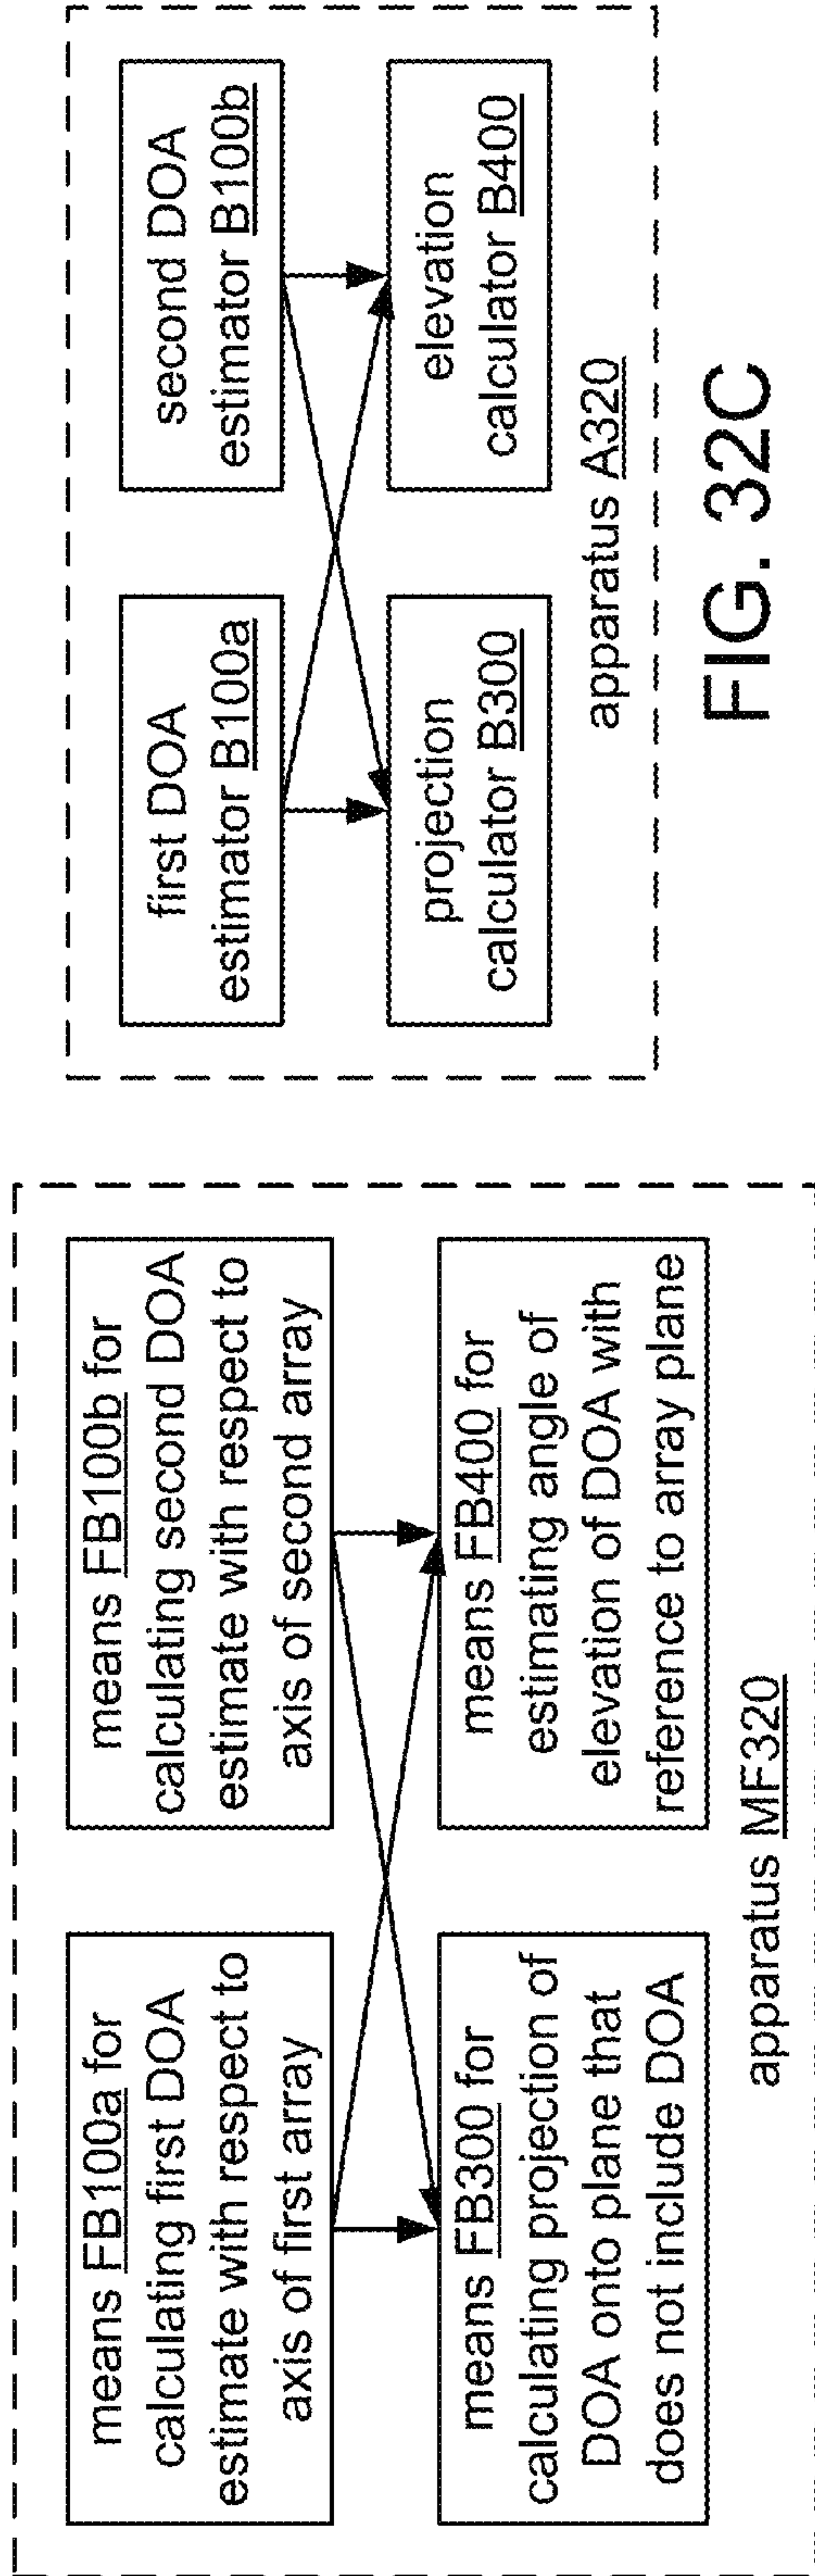 means FB100a for
calculating first DOA
estimate with respect to
axis of first array
means FB100b for
calculating second DOA
estimate with respect to
axis of second array
means FB300 for
calculating projection of
DOA onto plane that
does not include DOA
means FB400 for
estimating angle of
elevation of DOA with
reference to array plane
apparatus MF320
first DOA
estimator B100a
second DOA
estimator B100b
projection
calculator B300
elevation
calculator B400
apparatus A320
FIG. 32C